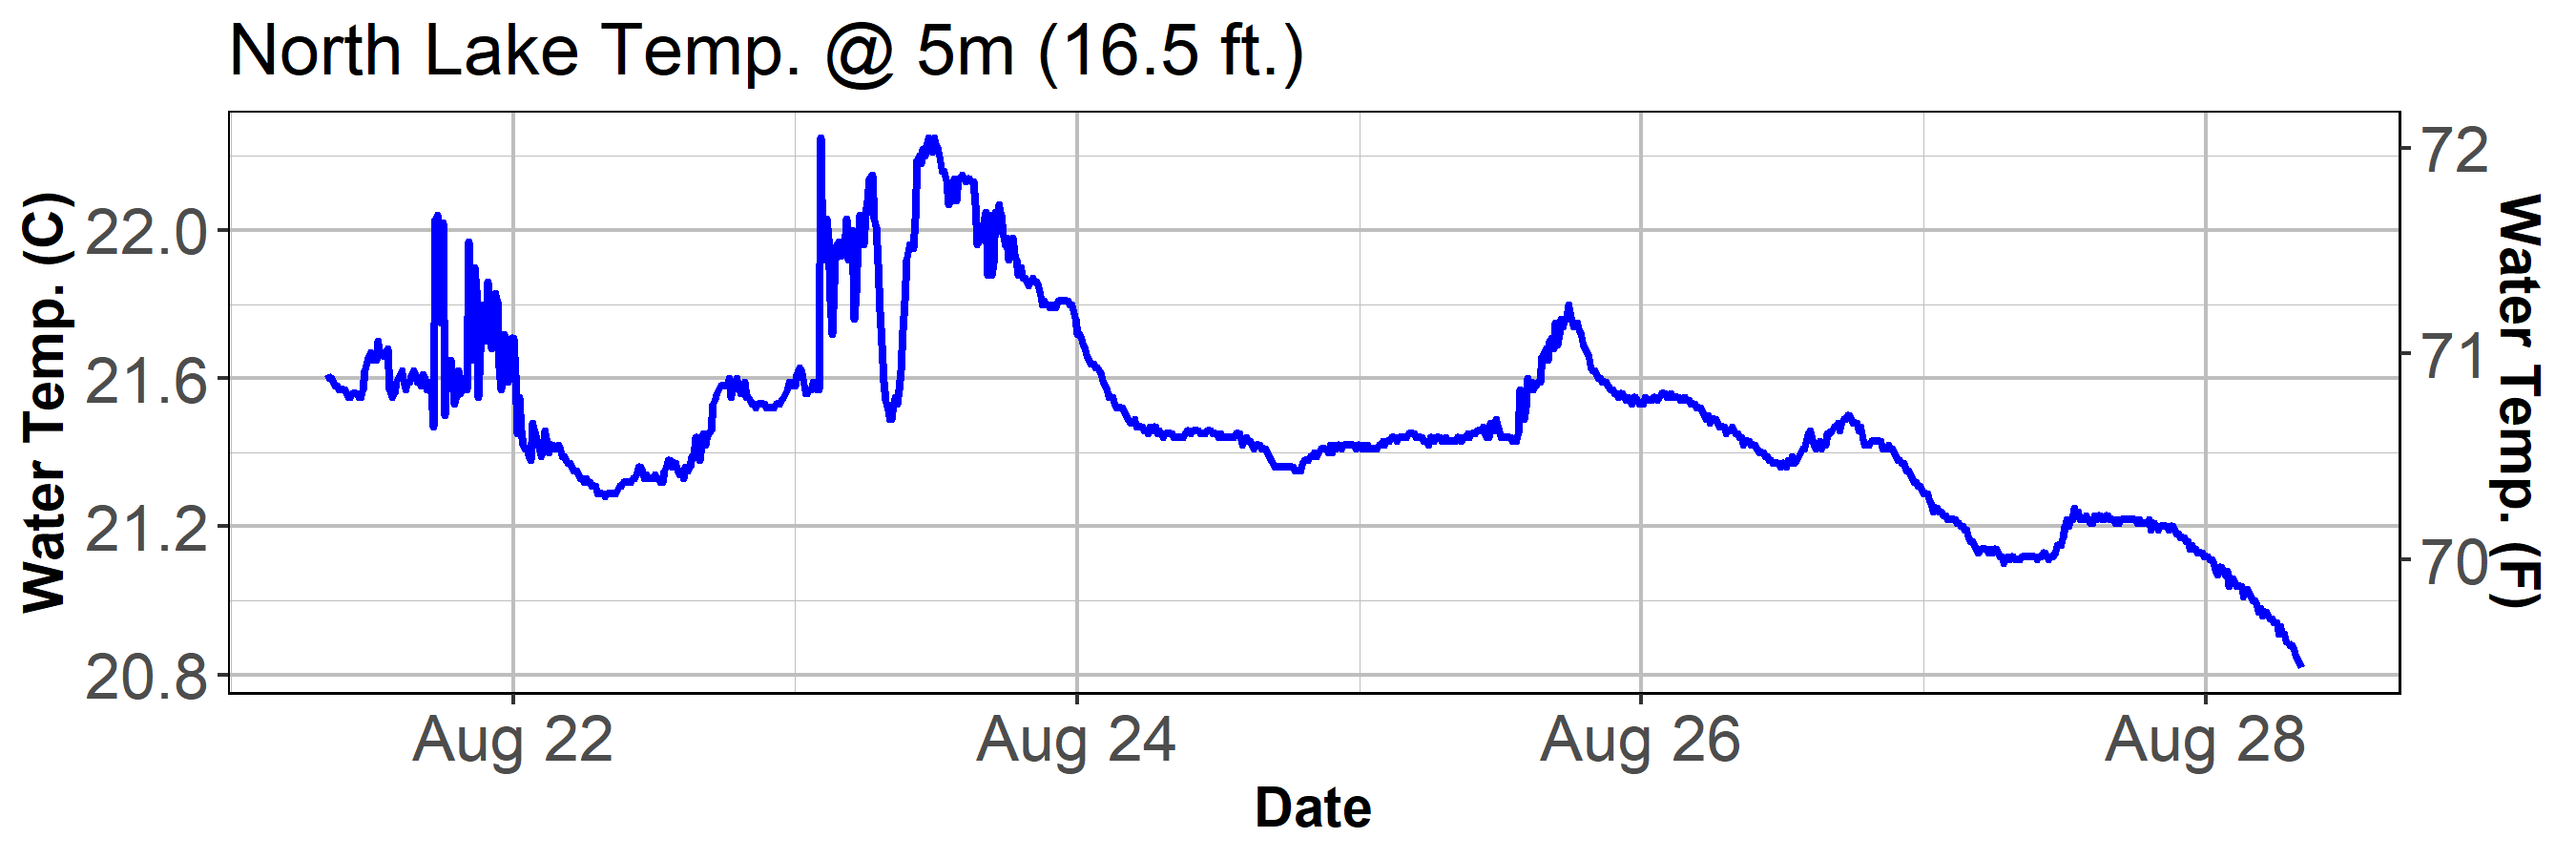 North Lake Temp. @ 5m (16.5 ft.)
Water Temp. (C)
22.0
21.6
21.2
20.8
72
71
70
Water Temp. (F)
Aug 22 Aug 24 Aug 26 Aug 28
Date